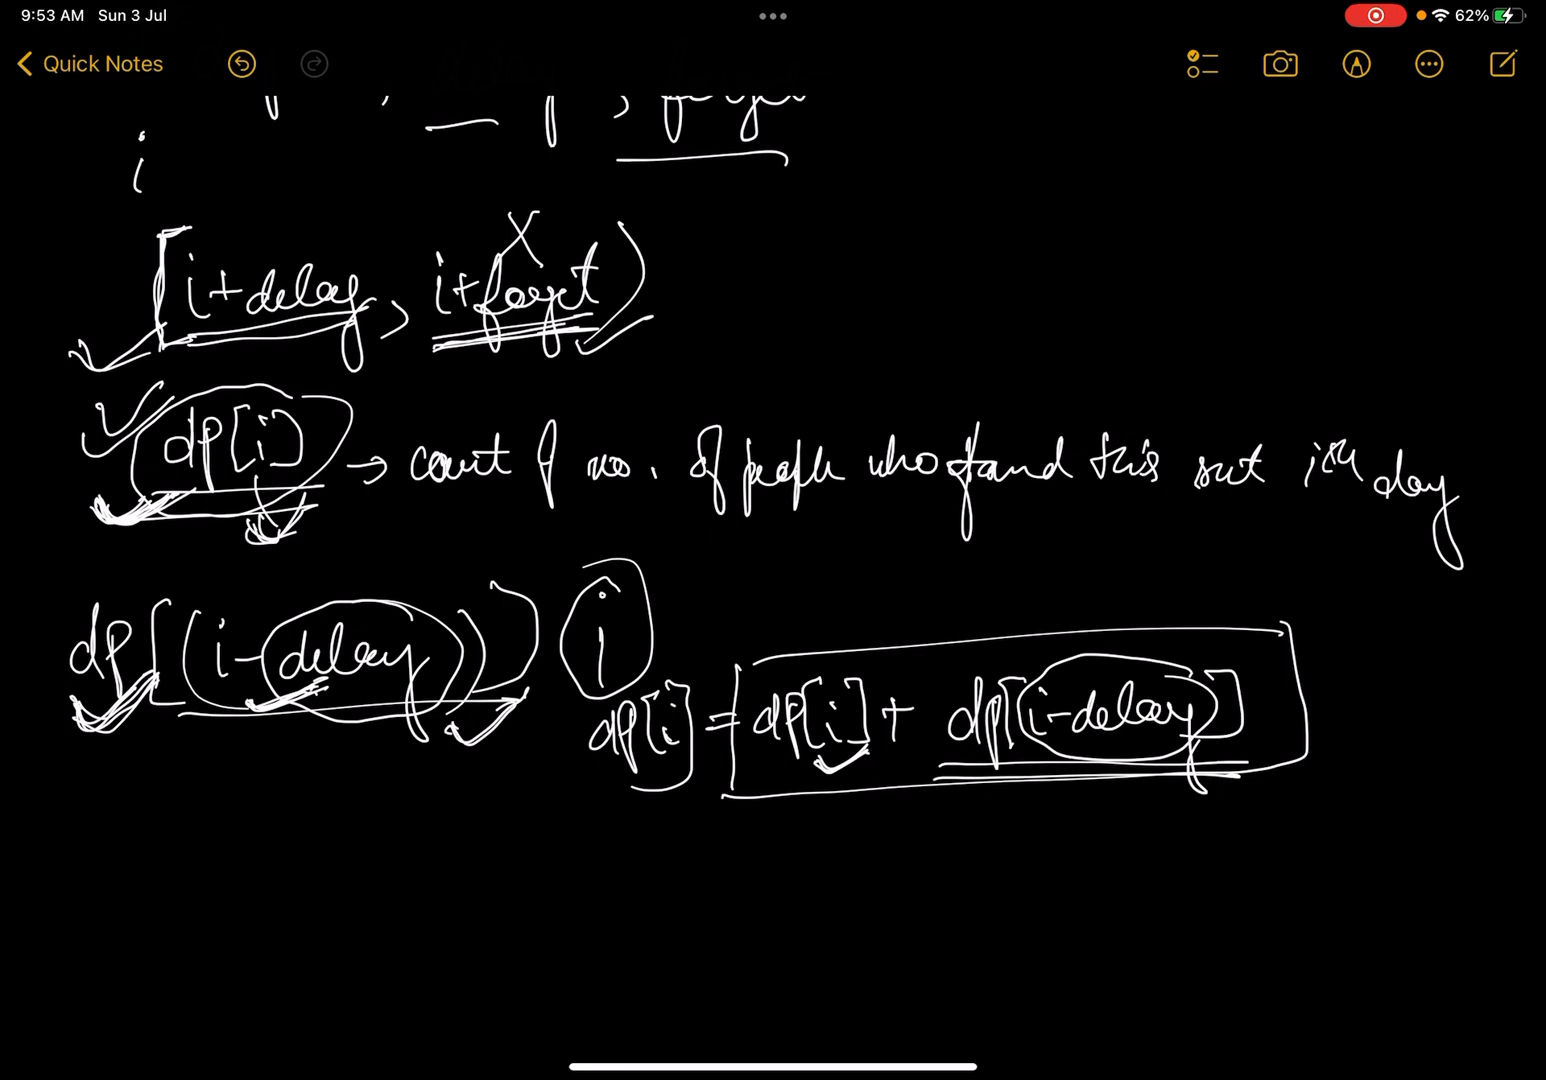 9:53 AM Sun 3 Jul
62%
Quick Notes
, forget
i
[i+delay, i+forget)
X
dp[i] → count of no. of people who found this out ith day
dp[(i-delay)] i
dp[i] = dp[i] + dp[i-delay]